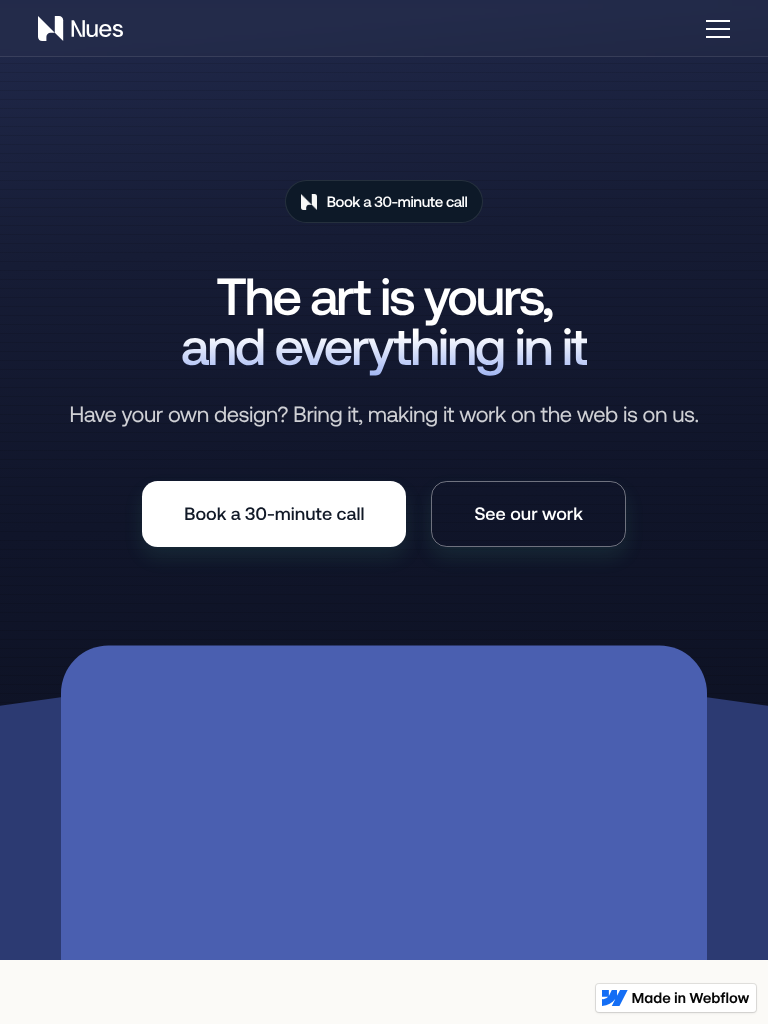 Nues
Book a 30-minute call
The art is yours,
and everything in it
Have your own design? Bring it, making it work on the web is on us.
Book a 30-minute call
See our work
Made in Webflow